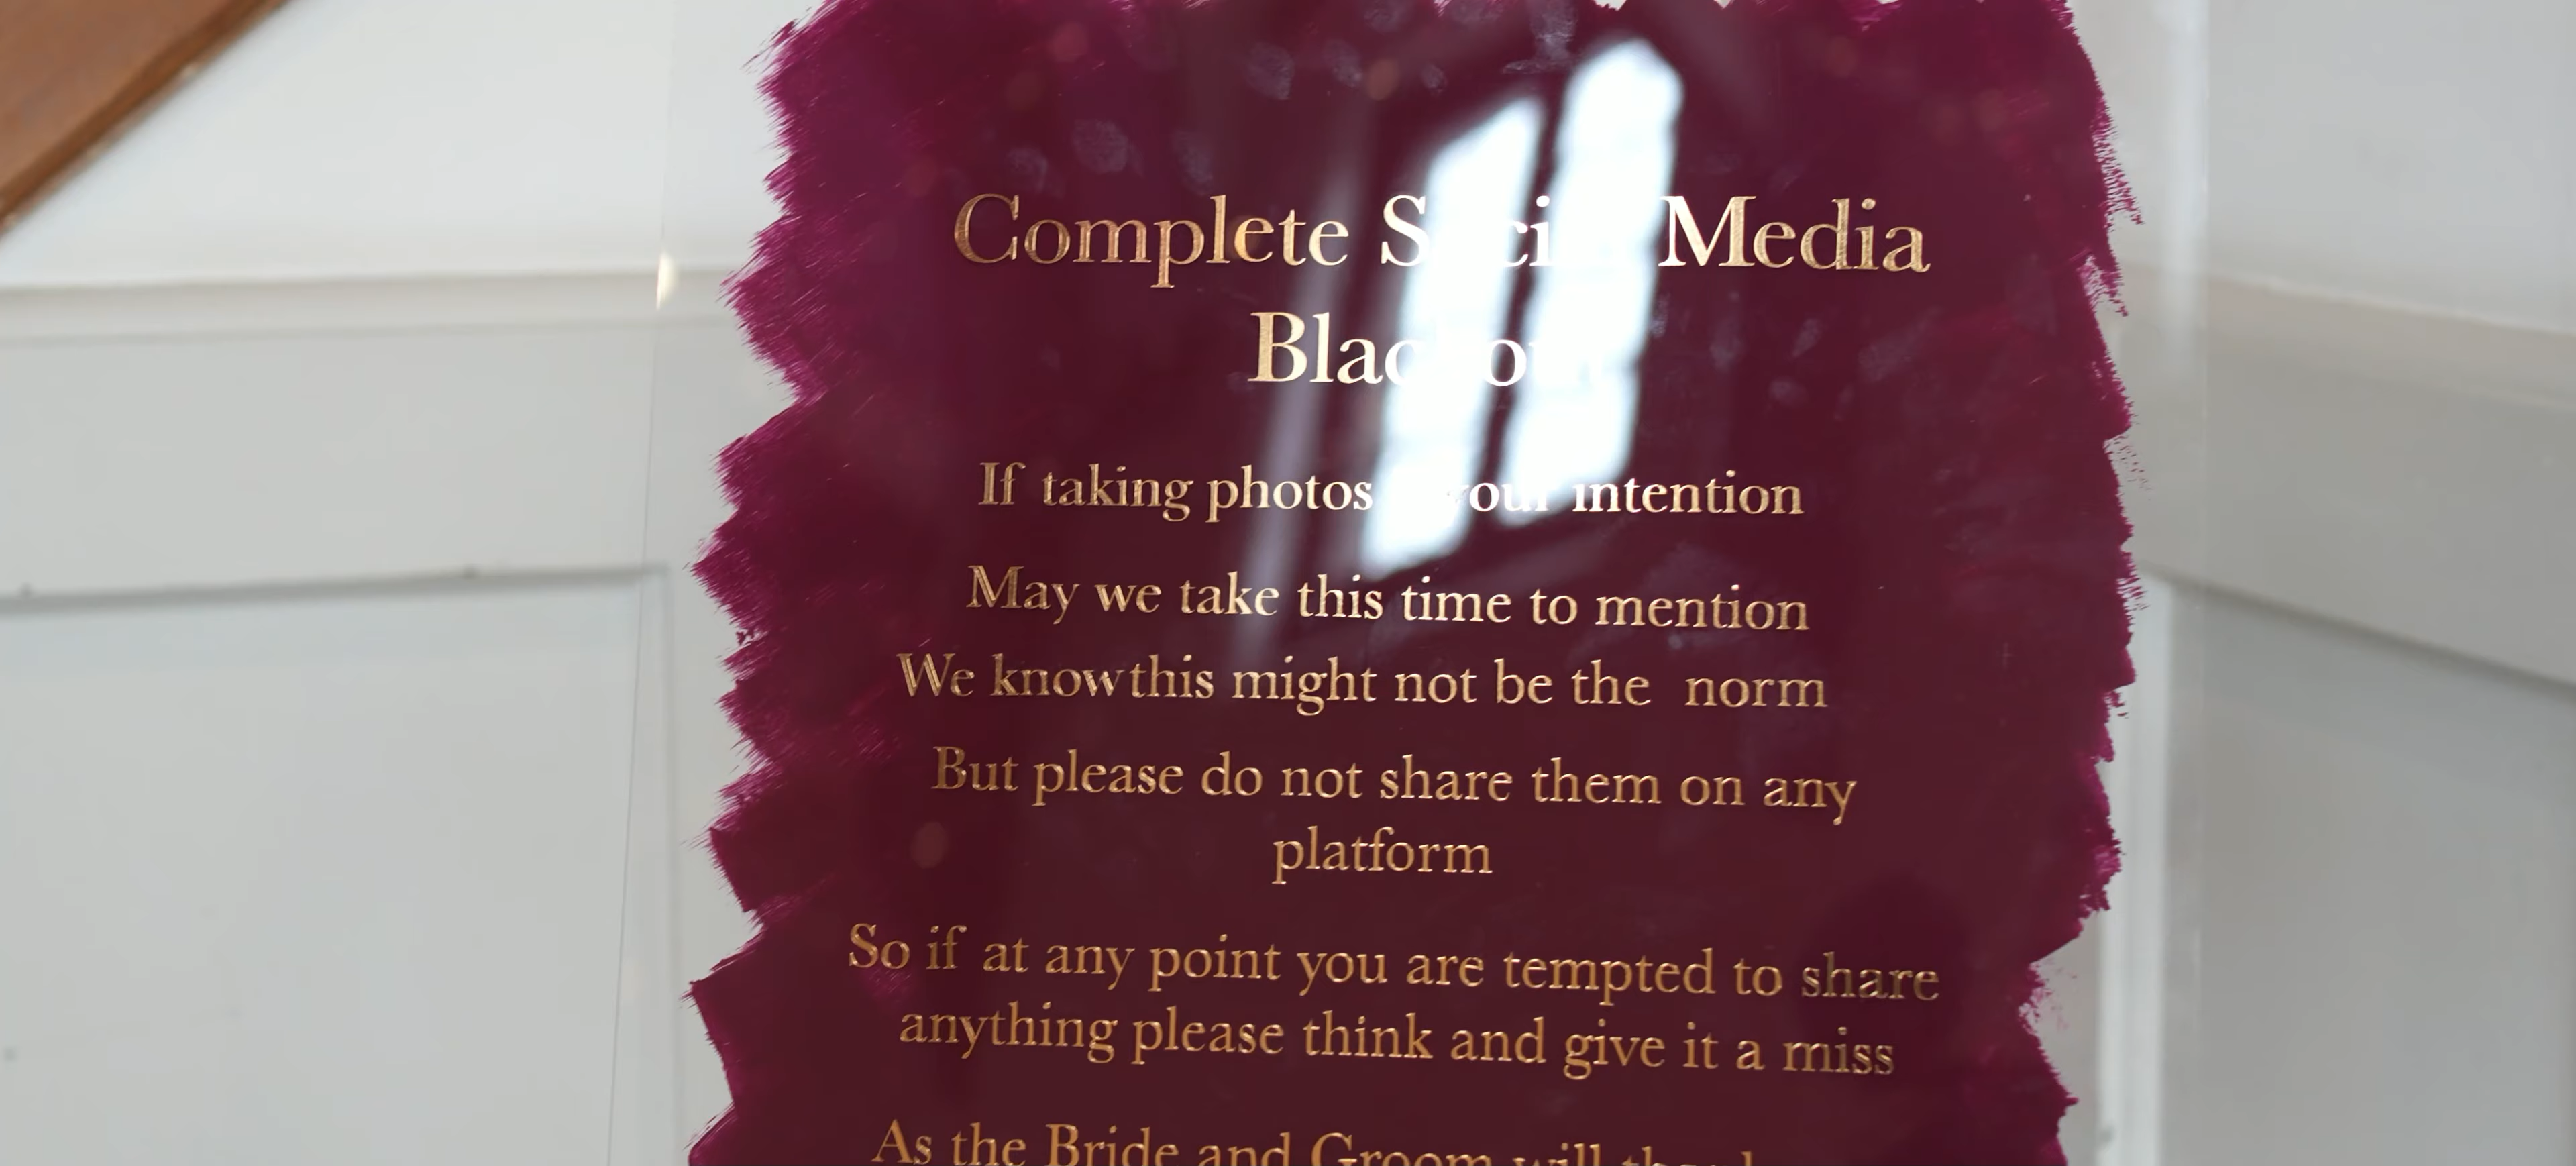 Complete Social Media
Blackout
If taking photos your intention
May we take this time to mention
We know this might not be the norm
But please do not share them on any
platform
So if at any point you are tempted to share
anything please think and give it a miss
As the Bride and Groom will